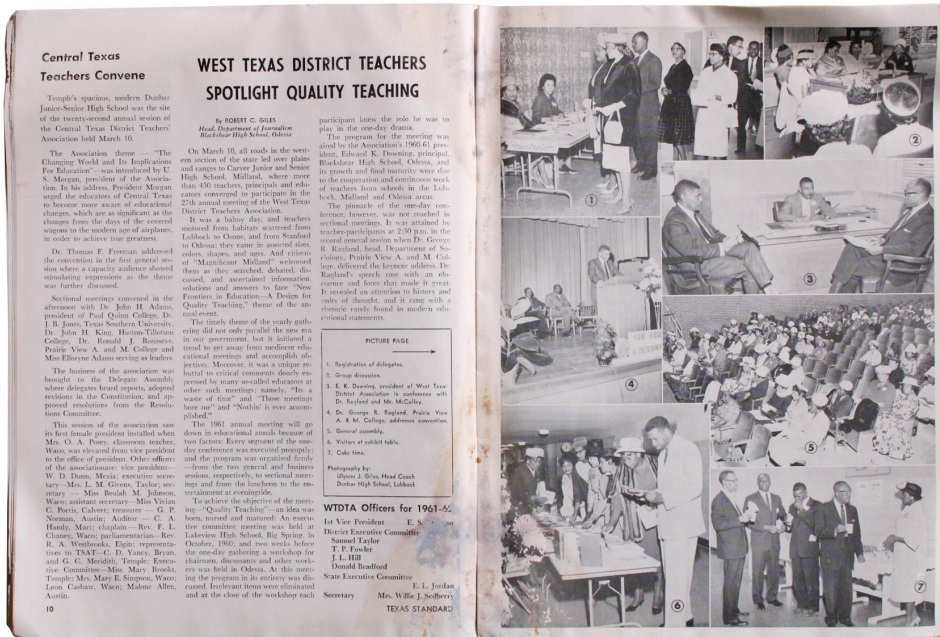 Central Texas
Teachers Convene
Temple's spacious, modern Dunbar
Junior-Senior High School was the site
of the twenty-second annual session of
the Central Texas District Teachers'
Association held March 10.
The Association theme — "The
Changing World and Its Implications
For Education"—was introduced by U.
S. Morgan, president of the Associa-
tion. In his address, President Morgan
urged the educators of Central Texas
to become more aware of educational
changes, which are as significant as the
changes from the days of the covered
wagons to the modern age of airplanes,
in order to achieve true greatness.
Dr. Thomas F. Freeman addressed
the convention in the first general ses-
sion where a capacity audience showed
stimulating expressions as the theme
was further discussed.
Sectional meetings convened in the
afternoon with Dr. John H. Adams,
president of Paul Quinn College, Dr.
J. B. Jones, Texas Southern University,
Dr. John H. King, Huston-Tillotson
College, Dr. Ronald J. Rousseve,
Prairie View A. and M. College and
Miss Elloryne Adams serving as leaders.
The business of the association was
brought to the Delegate Assembly
where delegates heard reports, adopted
revisions in the Constitution, and ap-
proved resolutions from the Resolu-
tions Committee.
This session of the association saw
its first female president installed when
Mrs. O. A. Posey, classroom teacher,
Waco, was elevated from vice president
to the office of president. Other officers
of the associationare: vice president—
W. D. Dunn, Mexia; executive secre-
tary—Mrs. L. M. Givens, Taylor; sec-
retary — Miss Beulah M. Johnson,
Waco; assistant secretary—Miss Vivian
C. Portis, Calvert; treasurer — G. P.
Norman, Austin; Auditor — C. A.
Handy, Mart; chaplain—Rev. F. L.
Chaney, Waco; parliamentarian—Rev.
R. A. Westbrooks, Elgin; representa-
tives to TSAT—C. D. Yancy, Bryan,
and G. C. Meridith, Temple; Execu-
tive Committee—Miss Mary Brooks,
Temple; Mrs. Mary E. Simpson, Waco;
Leon Cashaw, Waco; Malone Allen,
Austin.
10
WEST TEXAS DISTRICT TEACHERS
SPOTLIGHT QUALITY TEACHING
By ROBERT C. GILES
Head, Department of Journalism
Blackshear High School, Odessa
On March 10, all roads in the west-
ern section of the state led over plains
and ranges to Carver Junior and Senior
High School, Midland, where more
than 450 teachers, principals and edu-
cators converged to participate in the
27th annual meeting of the West Texas
District Teachers Association.
It was a balmy day, and teachers
motored from habitats scattered from
Lubbock to Ozone, and from Stanford
to Odessa; they came in assorted sizes,
colors, shapes, and ages. And citizens
of "Magnificent Midland" welcomed
them as they searched, debated, dis-
cussed, and ascertained information,
solutions and answers to face "New
Frontiers in Education—A Design for
Quality Teaching," theme of the an-
nual event.
The timely theme of the yearly gath-
ering did not only parallel the new era
in our government, but it initiated a
trend to get away from mediocre edu-
cational meetings and accomplish ob-
jectives. Moreover, it was a unique re-
buttal to critical comments dourly ex-
pressed by many so-called educators at
other such meetings; namely, "Its a
waste of time" and "Those meetings
bore me" and "Nothin' is ever accom-
plished."
The 1961 annual meeting will go
down in educational annals because of
two factors: Every segment of the one-
day conference was executed promptly;
and the program was organized firmly
—from the two general and business
sessions, respectively, to sectional meet-
ings and from the luncheon to the en-
tertainment at eveningtide.
To achieve the objective of the meet-
ing—"Quality Teaching"—an idea was
born, nursed and nurtured: An execu-
tive committee meeting was held at
Lakeview High School, Big Spring, in
October, 1960; and two weeks before
the one-day gathering a workshop for
chairmen, discussants and other work-
ers was held in Odessa. At this meet-
ing the program in its entirety was dis-
cussed. Irrelevant items were eliminated
and at the close of the workshop each
participant knew the role he was to
play in the one-day drama.
The program for the meeting was
aired by the Association's 1960-61 pres-
ident, Edward K. Downing, principal,
Blackshear High School, Odessa, and
its growth and final maturity were due
to the cooperation and continuous work
of teachers from schools in the Lub-
bock, Midland and Odessa areas.
The pinnacle of the one-day con-
ference, however, was not reached in
sectional meetings. It was attained by
teacher-participants at 2:30 p.m. in the
second general session when Dr. George
R. Ragland, head, Department of So-
ciology, Prairie View A. and M. Col-
lege, delivered the keynote address. Dr.
Ragland's speech rose with an elo-
quence and force that made it great.
It revealed an attention to history and
unity of thought, and it rang with a
rhetoric rarely found in modern edu-
cational statements.
PICTURE PAGE
1. Registration of delegates.
2. Group discussion.
3. E. K. Downing, president of West Texas
District Association in conference with
Dr. Ragland and Mr. McCalley.
4. Dr. George R. Ragland, Prairie View
A. & M. College, addresses convention.
5. General assembly.
6. Visitors at exhibit table.
7. Coke time.
Photography by:
Ulysses J. Giles, Head Coach
Dunbar High School, Lubbock
WTDTA Officers for 1961-62
1st Vice President E. S.
District Executive Committee
Samuel Taylor
T. P. Fowler
J. L. Hill
Donald Bradford
State Executive Committee
E. L. Jordan
Secretary Mrs. Willie J. Sedberry
TEXAS STANDARD
1
2
3
4
5
6
7